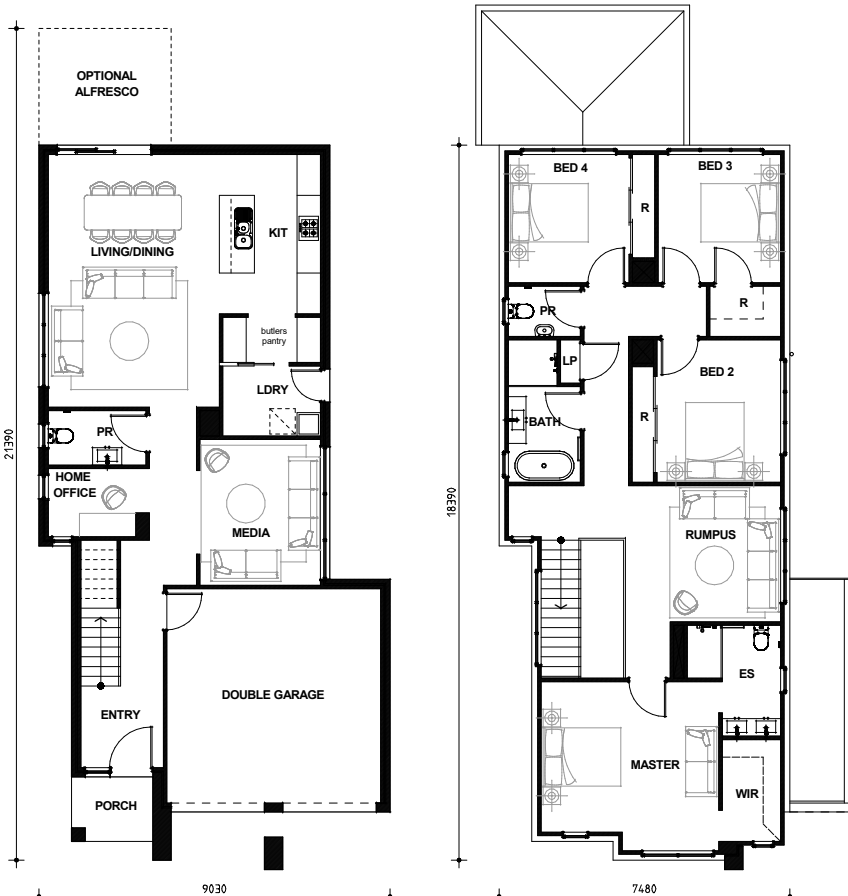 OPTIONAL
ALFRESCO
LIVING/DINING
KIT
butlers
pantry
LDRY
PR
HOME
OFFICE
MEDIA
DOUBLE GARAGE
ENTRY
PORCH
21390
9030
BED 4
BED 3
R
R
PR
LP
BED 2
BATH
R
RUMPUS
ES
MASTER
WIR
18390
7480